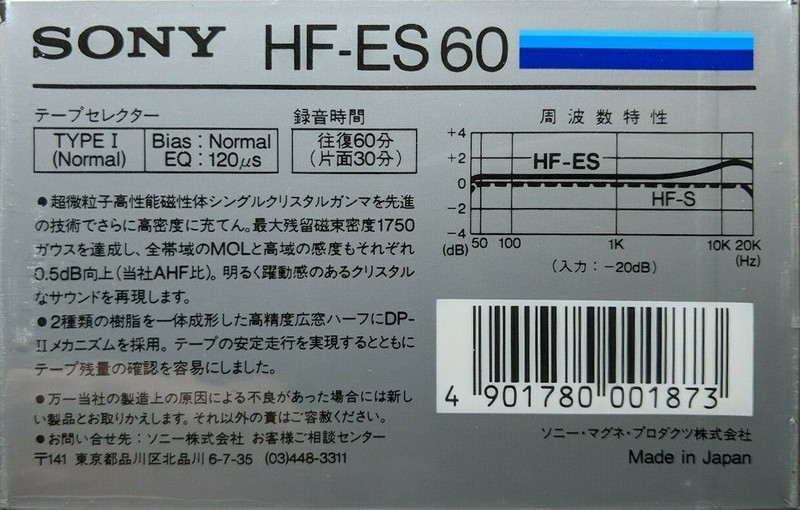 SONY HF-ES 60
テープセレクター
TYPE I (Normal)
Bias : Normal
EQ : 120μs
録音時間
往復60分
(片面30分)
周波数特性
+4
+2
0
−2
−4
(dB)
HF-ES
HF-S
50 100 1K 10K 20K
(Hz)
(入力:−20dB)
●超微粒子高性能磁性体シングルクリスタルガンマを先進
の技術でさらに高密度に充てん。最大残留磁束密度1750
ガウスを達成し、全帯域のMOLと高域の感度もそれぞれ
0.5dB向上(当社AHF比)。明るく躍動感のあるクリスタル
なサウンドを再現します。
●2種類の樹脂を一体成形した高精度広窓ハーフにDP-
IIメカニズムを採用。テープの安定走行を実現するとともに
テープ残量の確認を容易にしました。
●万一当社の製造上の原因による不良があった場合には新し
い製品とお取りかえします。それ以外の責はご容赦ください。
●お問い合せ先:ソニー株式会社 お客様ご相談センター
〒141 東京都品川区北品川6-7-35 (03)448-3311
4 901780 001873
ソニー・マグネ・プロダクツ株式会社
Made in Japan